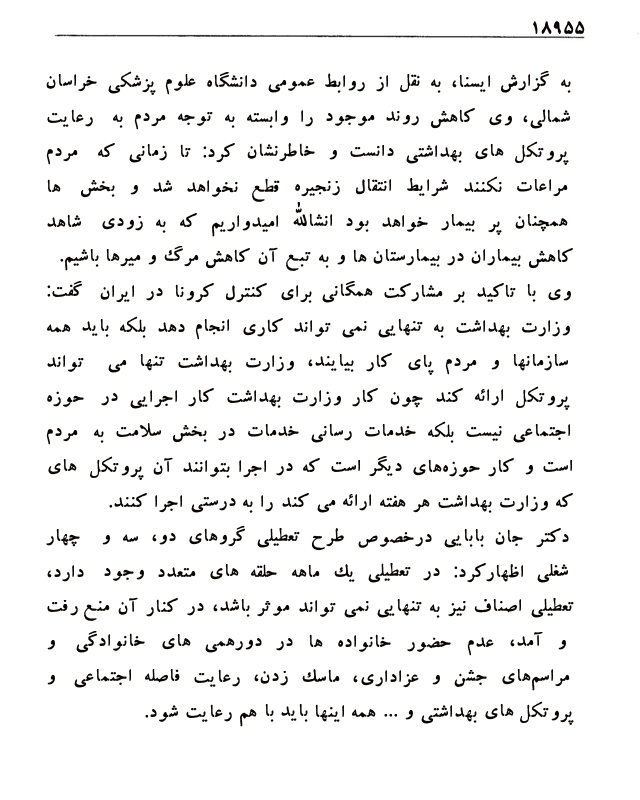 ۱۸۹۵۵
به گزارش ایسنا، به نقل از روابط عمومی دانشگاه علوم پزشکی خراسان
شمالی، وی کاهش روند موجود را وابسته به توجه مردم به رعایت
پروتکل های بهداشتی دانست و خاطرنشان کرد: تا زمانی که مردم
مراعات نکنند شرایط انتقال زنجیره قطع نخواهد شد و بخش ها
همچنان پر بیمار خواهد بود انشالله امیدواریم که به زودی شاهد
کاهش بیماران در بیمارستان ها و به تبع آن کاهش مرگ و میرها باشیم.
وی با تاکید بر مشارکت همگانی برای کنترل کرونا در ایران گفت:
وزارت بهداشت به تنهایی نمی تواند کاری انجام دهد بلکه باید همه
سازمانها و مردم پای کار بیایند، وزارت بهداشت تنها می تواند
پروتکل ارائه کند چون کار وزارت بهداشت کار اجرایی در حوزه
اجتماعی نیست بلکه خدمات رسانی خدمات در بخش سلامت به مردم
است و کار حوزه‌های دیگر است که در اجرا بتوانند آن پروتکل های
که وزارت بهداشت هر هفته ارائه می کند را به درستی اجرا کنند.
دکتر جان بابایی درخصوص طرح تعطیلی گروهای دو، سه و چهار
شغلی اظهارکرد: در تعطیلی یك ماهه حلقه های متعدد وجود دارد،
تعطیلی اصناف نیز به تنهایی نمی تواند موثر باشد، در کنار آن منع رفت
و آمد، عدم حضور خانواده ها در دورهمی های خانوادگی و
مراسم‌های جشن و عزاداری، ماسك زدن، رعایت فاصله اجتماعی و
پروتکل های بهداشتی و ... همه اینها باید با هم رعایت شود.